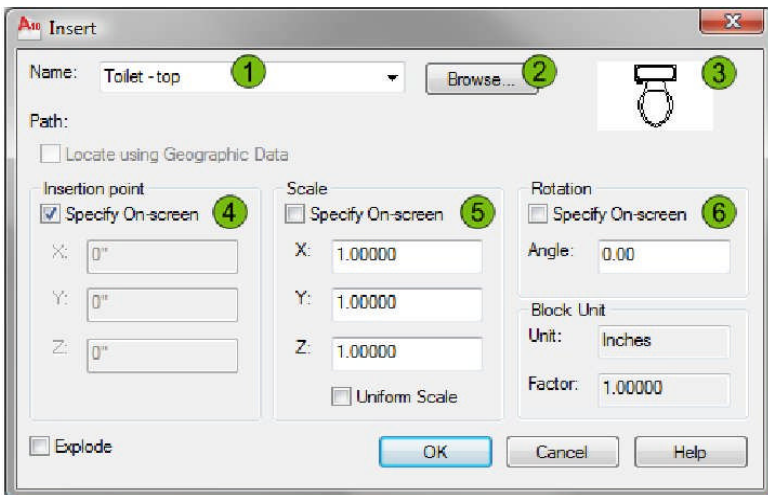 A10 Insert
X
Name: Toilet - top 1 Browse... 2 3
Path:
Locate using Geographic Data
Insertion point Scale Rotation
Specify On-screen 4 Specify On-screen 5 Specify On-screen 6
X: 0" X: 1.00000 Angle: 0.00
Y: 0" Y: 1.00000 Block Unit
Unit: Inches
Z: 0" Z: 1.00000
Factor: 1.00000
Uniform Scale
Explode OK Cancel Help